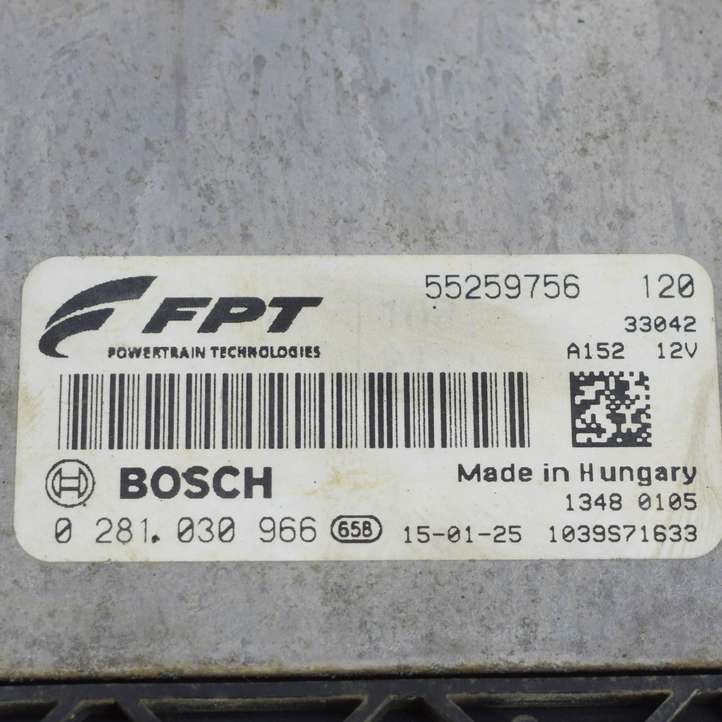 FPT 55259756 120
33042
POWERTRAIN TECHNOLOGIES A152 12V
BOSCH Made in Hungary
1348 0105
0 281.030 966 65B 15-01-25 1039S71633